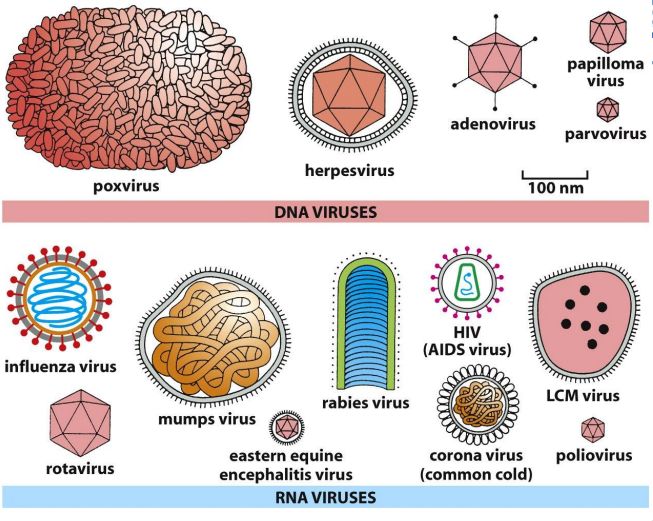 poxvirus
herpesvirus
adenovirus
papilloma
virus
parvovirus
100 nm
DNA VIRUSES
influenza virus
mumps virus
rabies virus
HIV
(AIDS virus)
LCM virus
rotavirus
eastern equine
encephalitis virus
corona virus
(common cold)
poliovirus
RNA VIRUSES